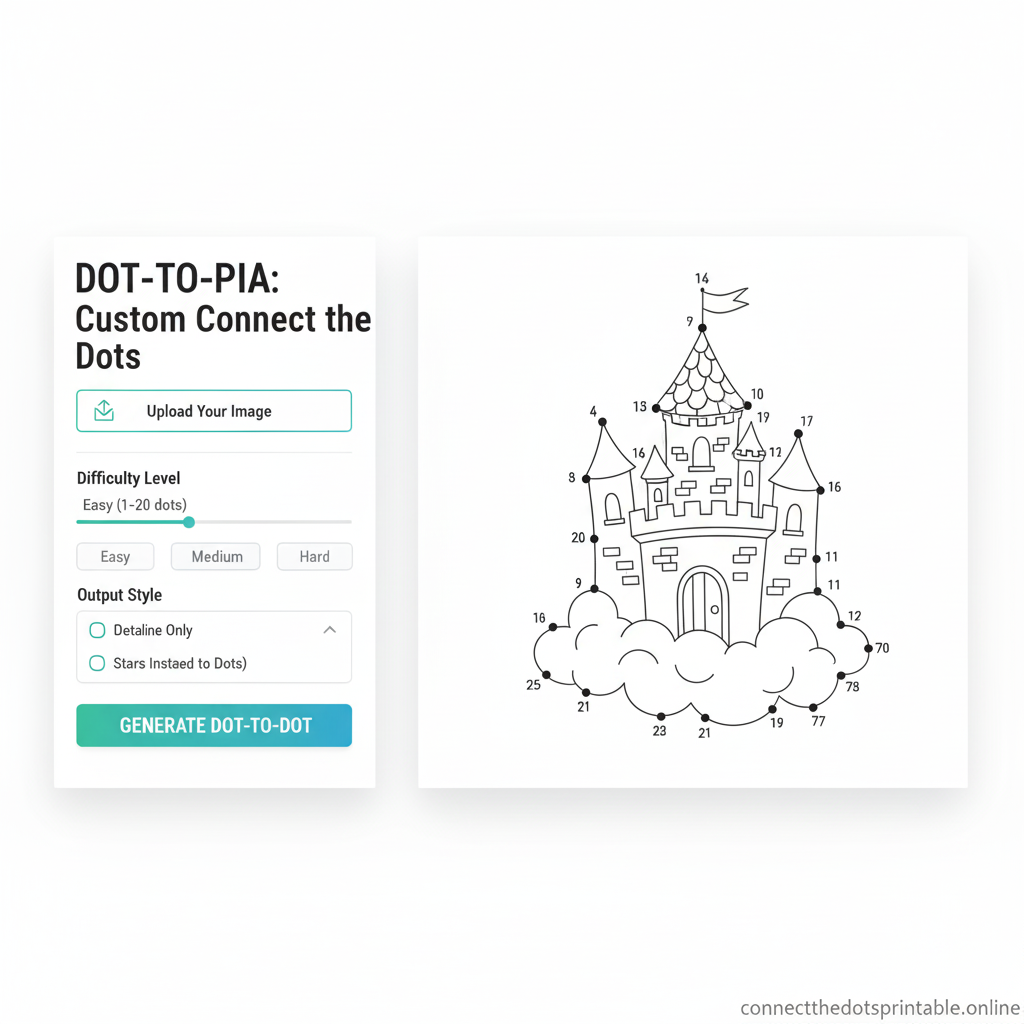 DOT-TO-PIA:
Custom Connect the
Dots
Upload Your Image
Difficulty Level
Easy (1-20 dots)
Easy Medium Hard
Output Style
Detaline Only
Stars Instaed to Dots)
GENERATE DOT-TO-DOT
14
9
13 10
4 19 17
16 12
8 16
20 11
9 11
16 12
70
25 78
21 19 77
23 21
connectthedotsprintable.online